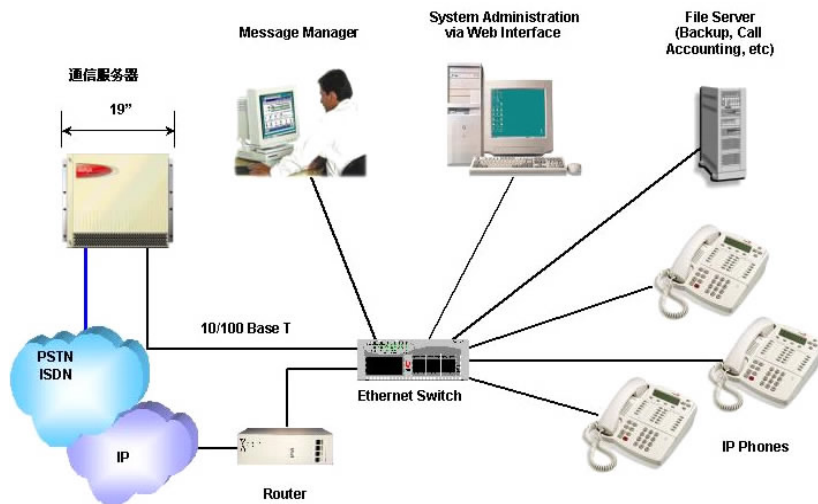 Message Manager
System Administration
via Web Interface
File Server
(Backup, Call
Accounting, etc)
通信服务器
19”
10/100 Base T
PSTN
ISDN
Ethernet Switch
IP
Router
IP Phones